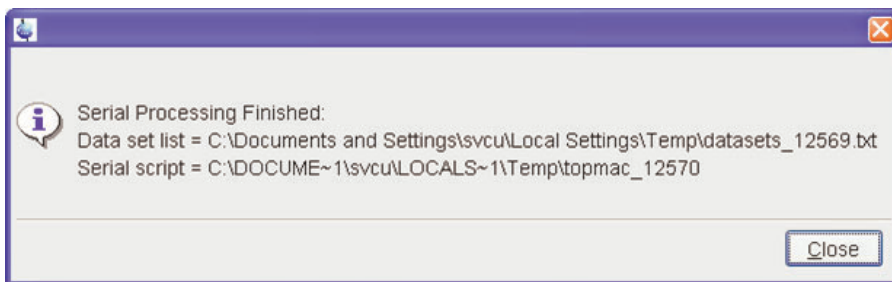 Serial Processing Finished:
Data set list = C:\Documents and Settings\svcu\Local Settings\Temp\datasets_12569.txt
Serial script = C:\DOCUME~1\svcu\LOCALS~1\Temp\topmac_12570
Close